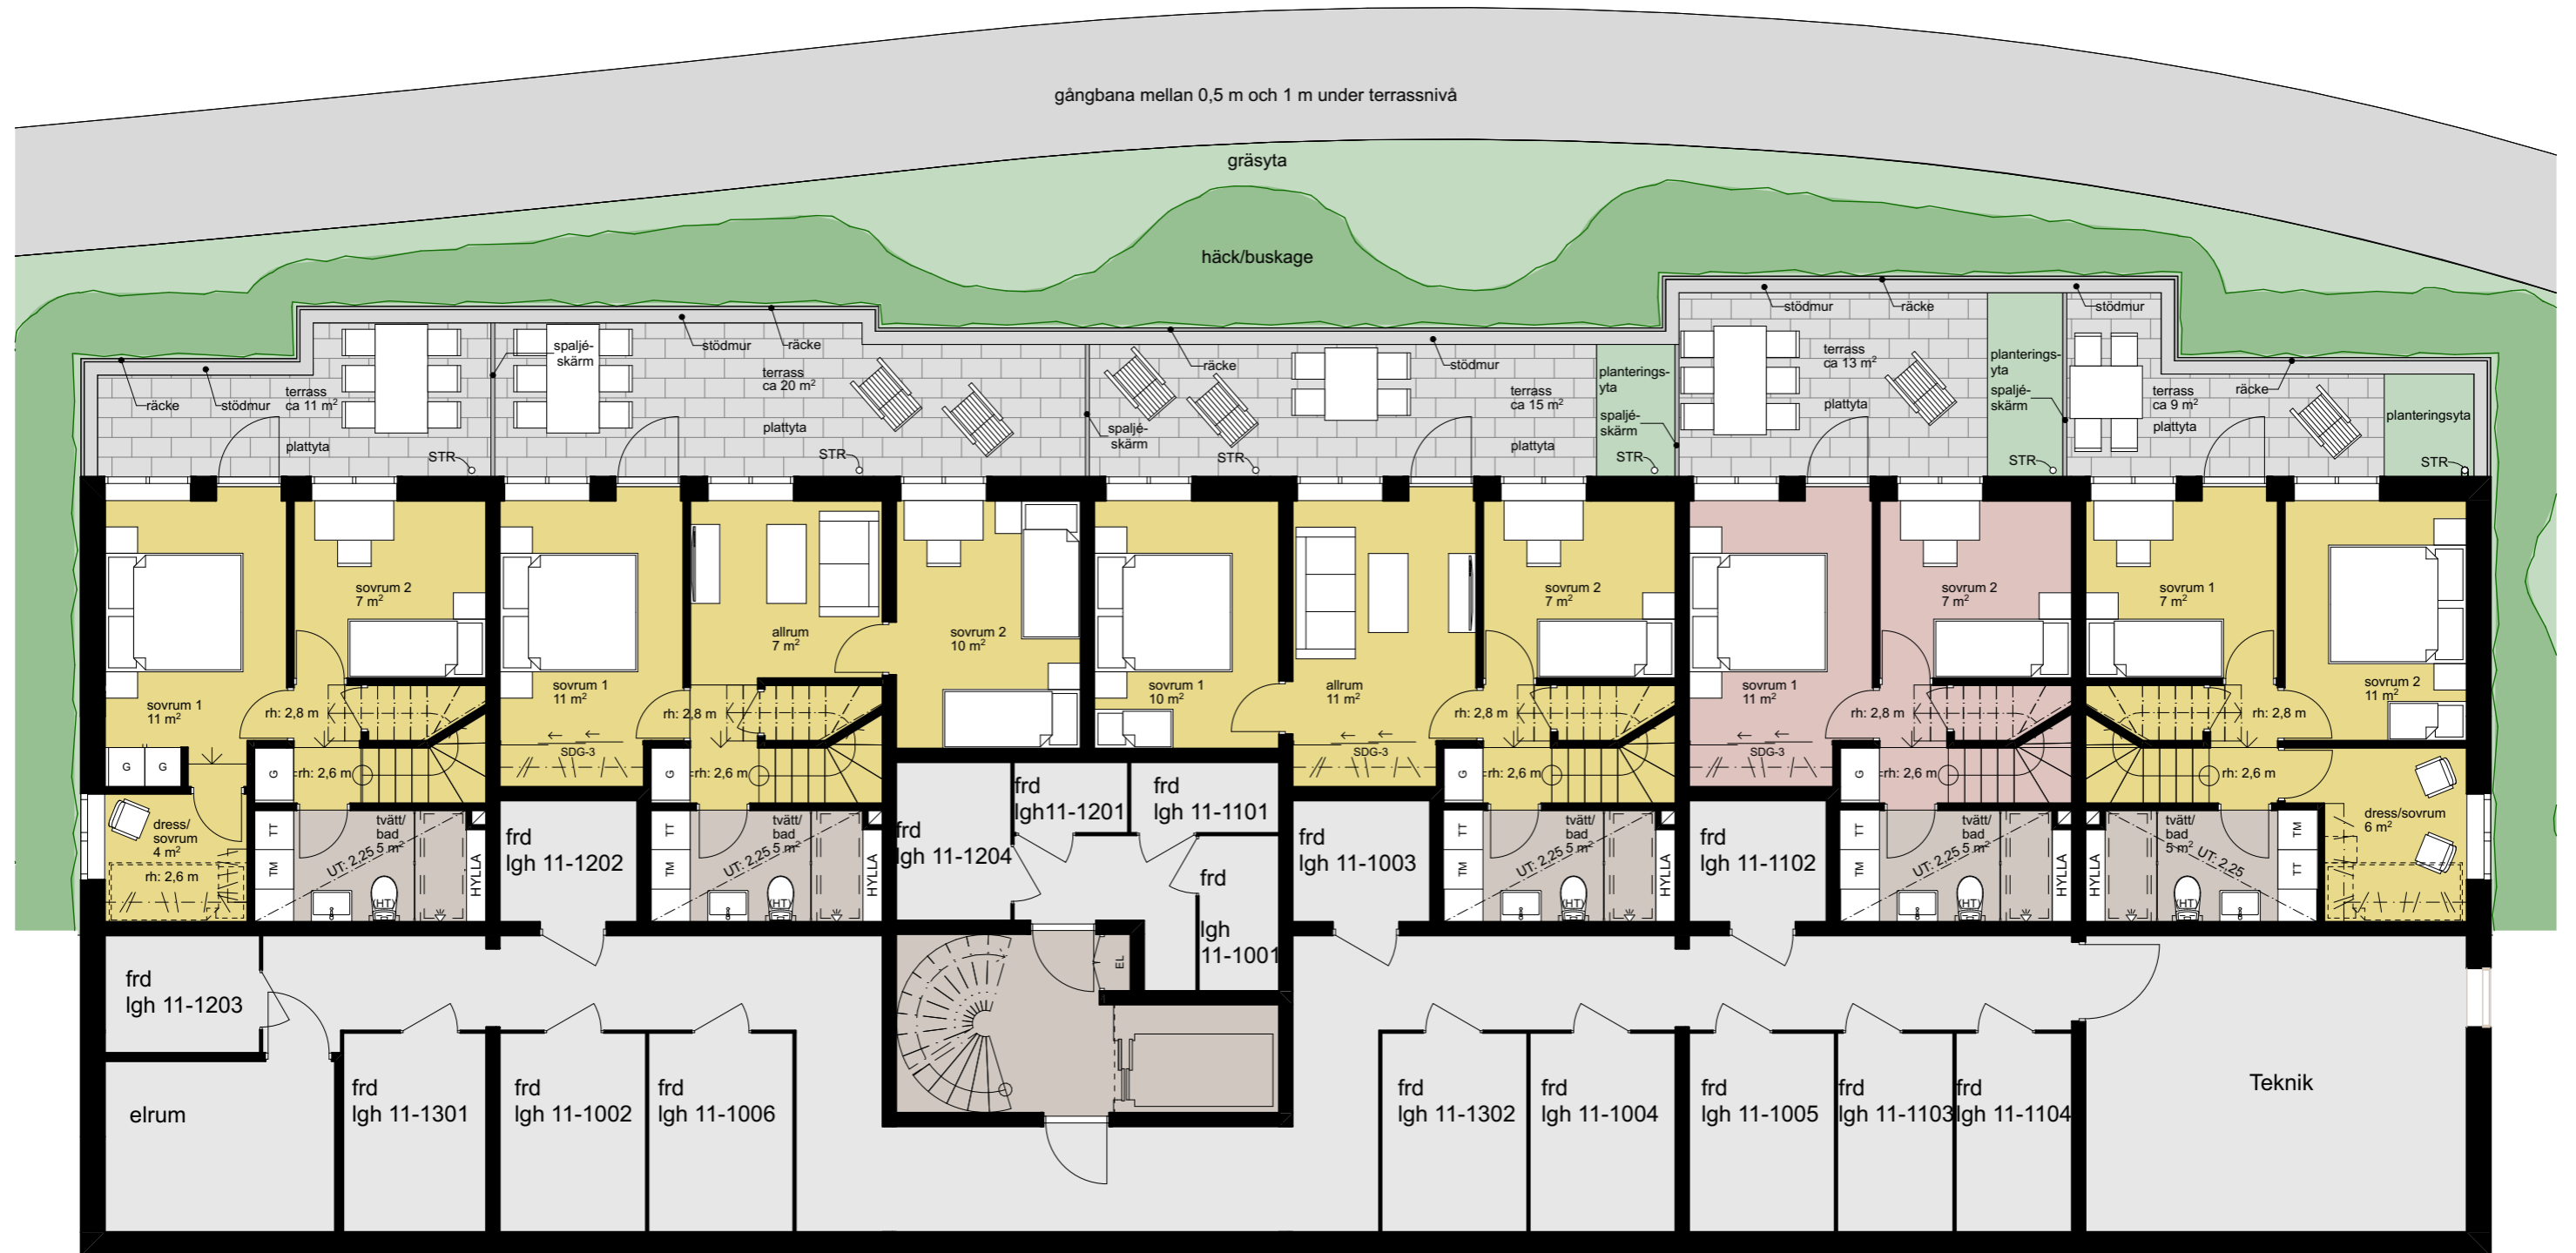 gångbana mellan 0,5 m och 1 m under terrassnivå
gräsyta
häck/buskage
räcke
stödmur
terrass
ca 11 m²
plattyta
STR
spaljé-
skärm
stödmur
räcke
terrass
ca 20 m²
plattyta
STR
spaljé-
skärm
räcke
stödmur
terrass
ca 15 m²
plattyta
STR
planterings-
yta
spaljé-
skärm
STR
stödmur
räcke
terrass
ca 13 m²
plattyta
planterings-
yta
spaljé-
skärm
STR
stödmur
räcke
terrass
ca 9 m²
plattyta
planteringsyta
STR
sovrum 1
11 m²
sovrum 2
7 m²
rh: 2,8 m
rh: 2,6 m
G
G
G
dress/
sovrum
4 m²
rh: 2,6 m
TT
TM
tvätt/
bad
5 m²
UT: 2,25
(HT)
HYLLA
sovrum 1
11 m²
allrum
7 m²
sovrum 2
10 m²
rh: 2,8 m
SDG-3
G
rh: 2,6 m
TT
TM
tvätt/
bad
5 m²
UT: 2,25
(HT)
HYLLA
sovrum 1
10 m²
allrum
11 m²
sovrum 2
7 m²
rh: 2,8 m
SDG-3
G
rh: 2,6 m
TT
TM
tvätt/
bad
5 m²
UT: 2,25
(HT)
HYLLA
sovrum 1
11 m²
sovrum 2
7 m²
rh: 2,8 m
SDG-3
G
rh: 2,6 m
TT
TM
tvätt/
bad
5 m²
UT: 2,25
(HT)
HYLLA
sovrum 1
7 m²
sovrum 2
11 m²
rh: 2,8 m
rh: 2,6 m
HYLLA
tvätt/
bad
5 m²
UT: 2,25
(HT)
TM
TT
dress/sovrum
6 m²
frd
lgh 11-1202
frd
lgh 11-1204
frd
lgh11-1201
frd
lgh 11-1101
frd
lgh
11-1001
frd
lgh 11-1003
frd
lgh 11-1102
EL
frd
lgh 11-1203
elrum
frd
lgh 11-1301
frd
lgh 11-1002
frd
lgh 11-1006
frd
lgh 11-1302
frd
lgh 11-1004
frd
lgh 11-1005
frd
lgh 11-1103
frd
lgh 11-1104
Teknik